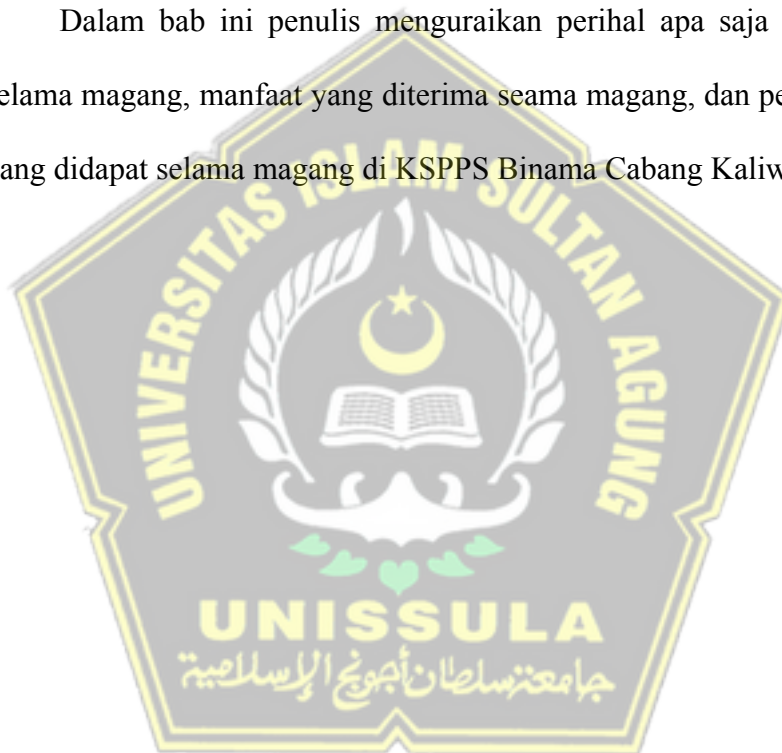 Dalam bab ini penulis menguraikan perihal apa saja
elama magang, manfaat yang diterima seama magang, dan pe
ang didapat selama magang di KSPPS Binama Cabang Kaliw
UNIVERSITAS ISLAM SULTAN AGUNG
UNISSULA
جامعة سلطان أجونج الإسلامية